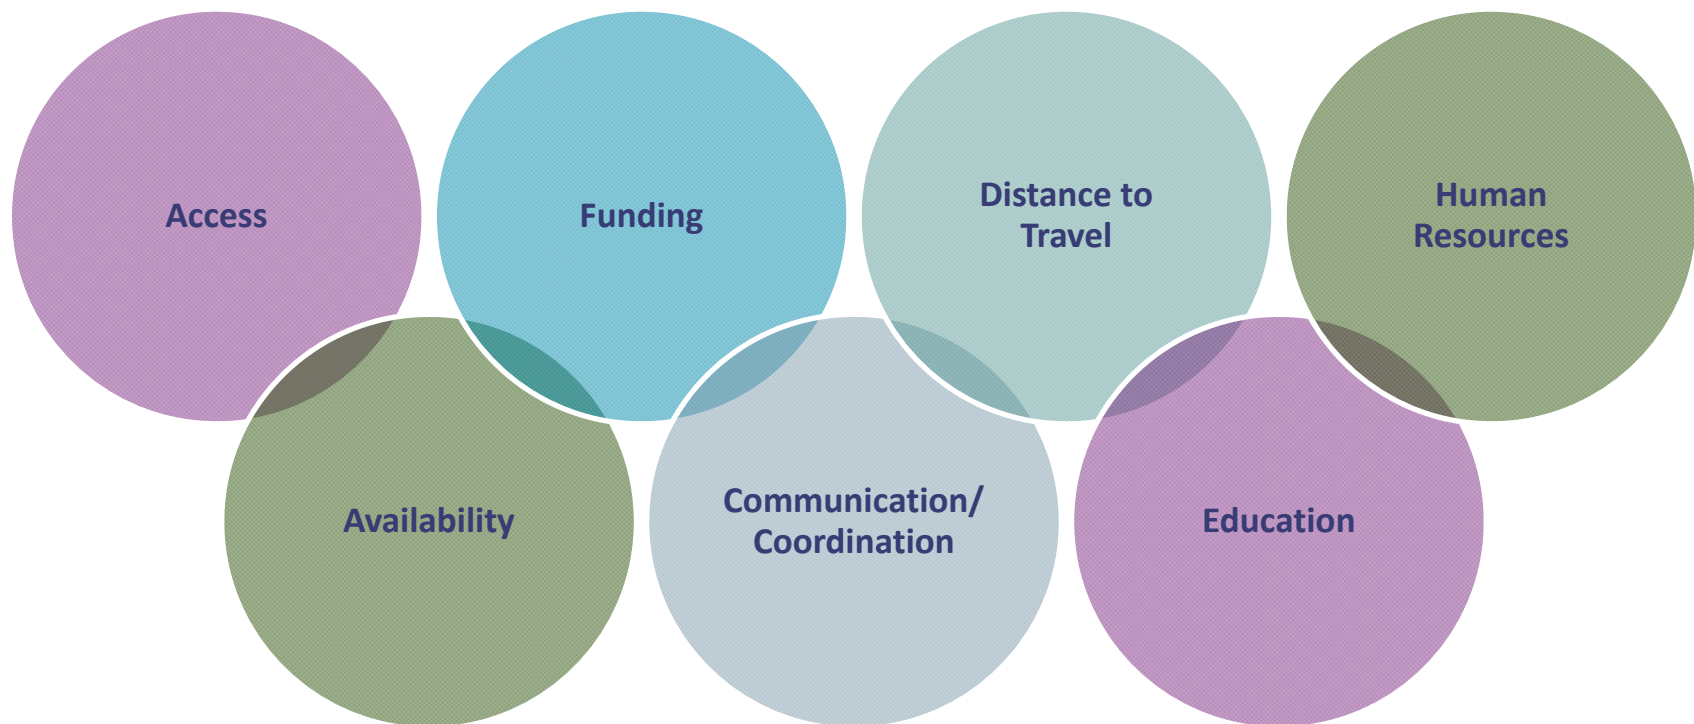 Access
Funding
Distance to
Travel
Human
Resources
Availability
Communication/
Coordination
Education